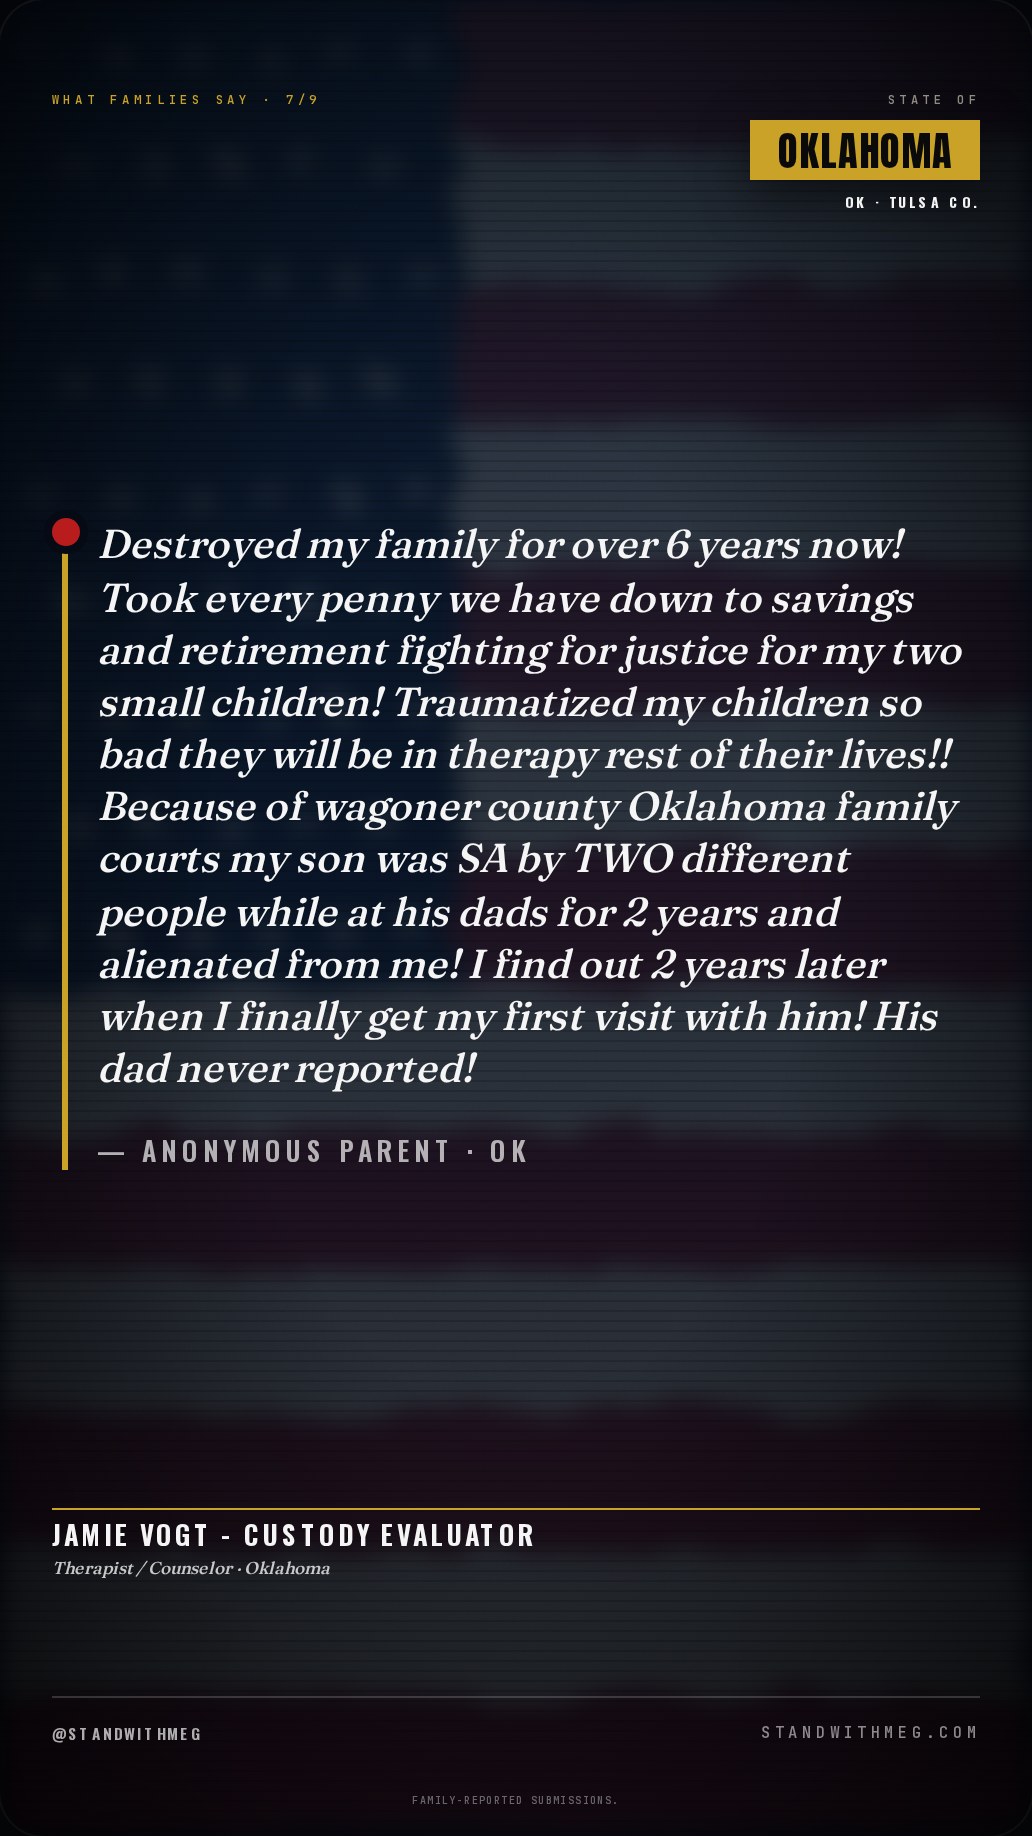 WHAT FAMILIES SAY · 7/9
STATE OF
OKLAHOMA
OK · TULSA CO.
Destroyed my family for over 6 years now!
Took every penny we have down to savings
and retirement fighting for justice for my two
small children! Traumatized my children so
bad they will be in therapy rest of their lives!!
Because of wagoner county Oklahoma family
courts my son was SA by TWO different
people while at his dads for 2 years and
alienated from me! I find out 2 years later
when I finally get my first visit with him! His
dad never reported!
— ANONYMOUS PARENT · OK
JAMIE VOGT - CUSTODY EVALUATOR
Therapist / Counselor · Oklahoma
@STANDWITHMEG
STANDWITHMEG.COM
FAMILY-REPORTED SUBMISSIONS.